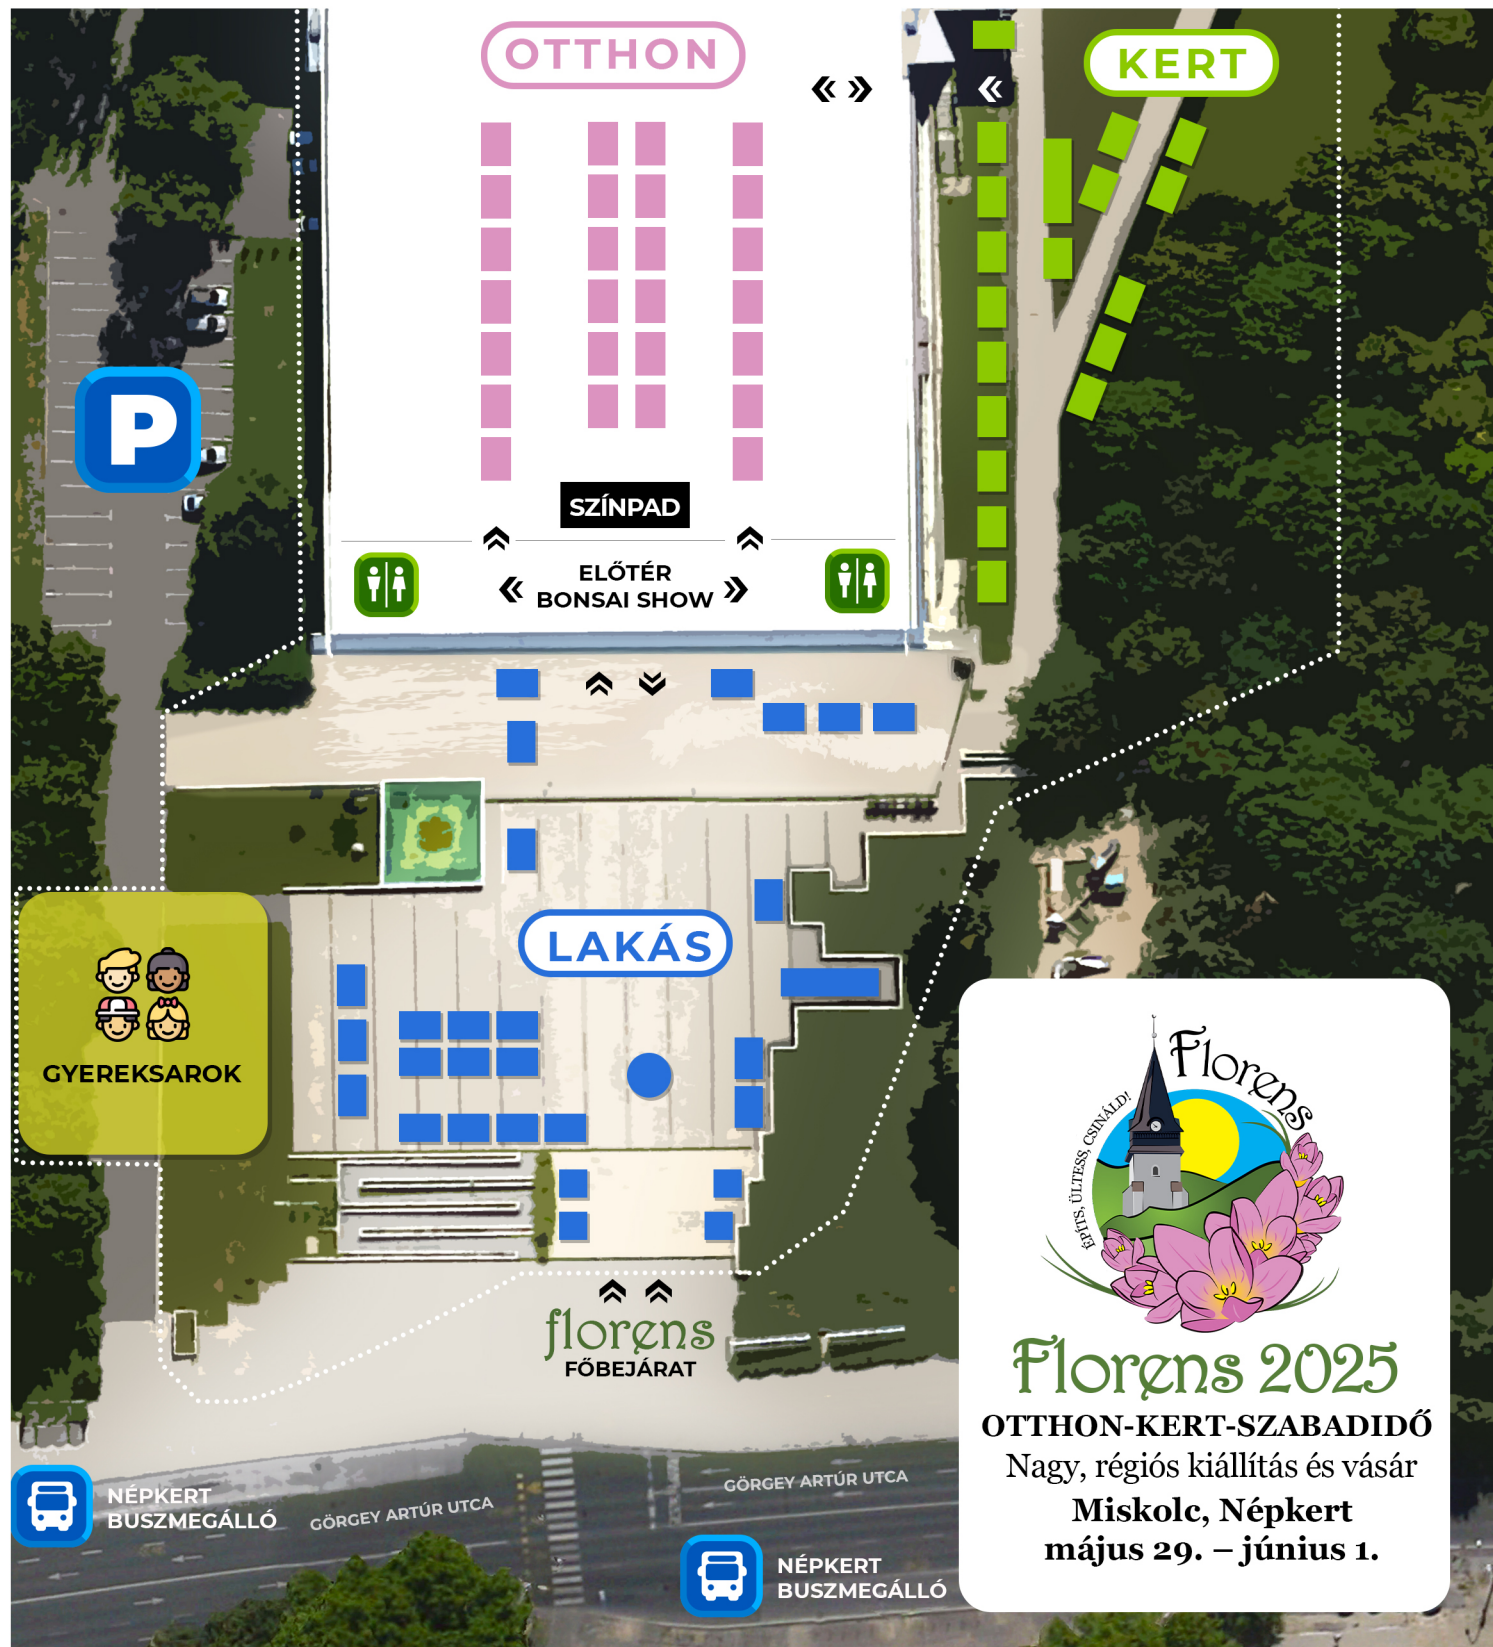 OTTHON
KERT
P
SZÍNPAD
ELŐTÉR
BONSAI SHOW
LAKÁS
GYEREKSAROK
florens
FŐBEJÁRAT
NÉPKERT
BUSZMEGÁLLÓ
GÖRGEY ARTÚR UTCA
GÖRGEY ARTÚR UTCA
NÉPKERT
BUSZMEGÁLLÓ
Florens
ÉPÍTS, ÜLTESS, CSINÁLD!
Florens 2025
OTTHON-KERT-SZABADIDŐ
Nagy, régiós kiállítás és vásár
Miskolc, Népkert
május 29. – június 1.